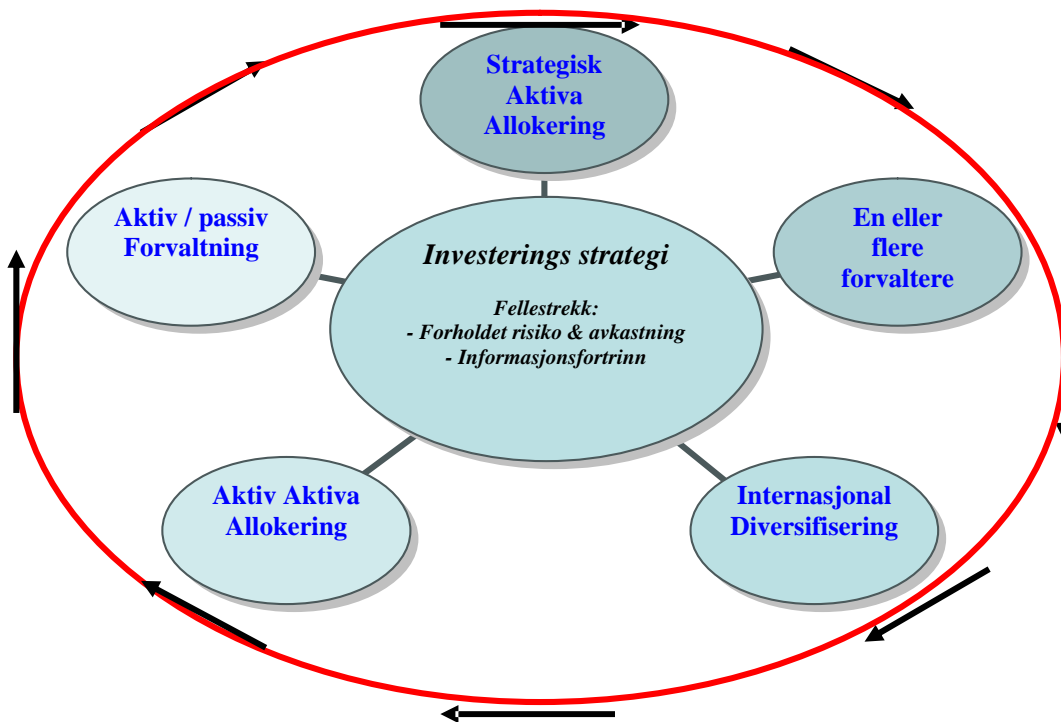 Strategisk
Aktiva
Allokering
Aktiv / passiv
Forvaltning
En eller
flere
forvaltere
Investerings strategi
Fellestrekk:
- Forholdet risiko & avkastning
- Informasjonsfortrinn
Aktiv Aktiva
Allokering
Internasjonal
Diversifisering